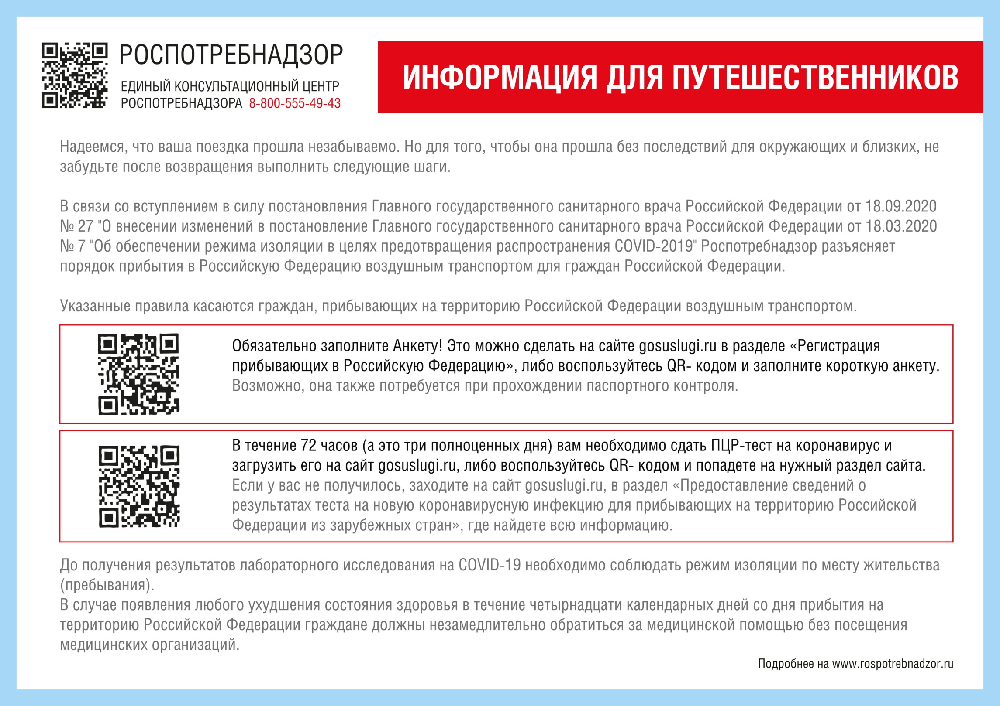 РОСПОТРЕБНАДЗОР
ЕДИНЫЙ КОНСУЛЬТАЦИОННЫЙ ЦЕНТР
РОСПОТРЕБНАДЗОРА 8-800-555-49-43
ИНФОРМАЦИЯ ДЛЯ ПУТЕШЕСТВЕННИКОВ
Надеемся, что ваша поездка прошла незабываемо. Но для того, чтобы она прошла без последствий для окружающих и близких, не
забудьте после возвращения выполнить следующие шаги.
В связи со вступлением в силу постановления Главного государственного санитарного врача Российской Федерации от 18.09.2020
№ 27 "О внесении изменений в постановление Главного государственного санитарного врача Российской Федерации от 18.03.2020
№ 7 "Об обеспечении режима изоляции в целях предотвращения распространения COVID-2019" Роспотребнадзор разъясняет
порядок прибытия в Российскую Федерацию воздушным транспортом для граждан Российской Федерации.
Указанные правила касаются граждан, прибывающих на территорию Российской Федерации воздушным транспортом.
Обязательно заполните Анкету! Это можно сделать на сайте gosuslugi.ru в разделе «Регистрация
прибывающих в Российскую Федерацию», либо воспользуйтесь QR- кодом и заполните короткую анкету.
Возможно, она также потребуется при прохождении паспортного контроля.
В течение 72 часов (а это три полноценных дня) вам необходимо сдать ПЦР-тест на коронавирус и
загрузить его на сайт gosuslugi.ru, либо воспользуйтесь QR- кодом и попадете на нужный раздел сайта.
Если у вас не получилось, заходите на сайт gosuslugi.ru, в раздел «Предоставление сведений о
результатах теста на новую коронавирусную инфекцию для прибывающих на территорию Российской
Федерации из зарубежных стран», где найдете всю информацию.
До получения результатов лабораторного исследования на COVID-19 необходимо соблюдать режим изоляции по месту жительства
(пребывания).
В случае появления любого ухудшения состояния здоровья в течение четырнадцати календарных дней со дня прибытия на
территорию Российской Федерации граждане должны незамедлительно обратиться за медицинской помощью без посещения
медицинских организаций.
Подробнее на www.rospotrebnadzor.ru